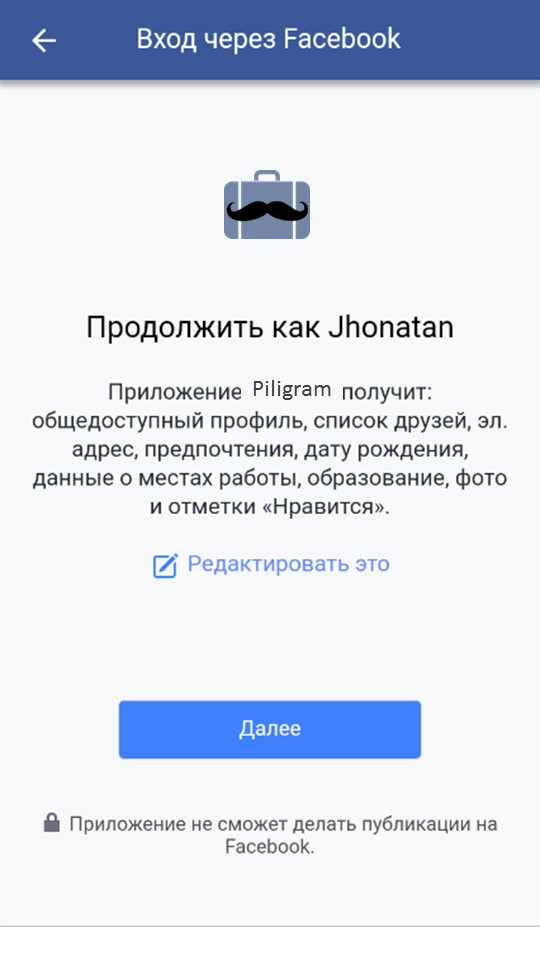 Вход через Facebook
Продолжить как Jhonatan
Приложение Piligram получит:
общедоступный профиль, список друзей, эл.
адрес, предпочтения, дату рождения,
данные о местах работы, образование, фото
и отметки «Нравится».
Редактировать это
Далее
Приложение не сможет делать публикации на
Facebook.